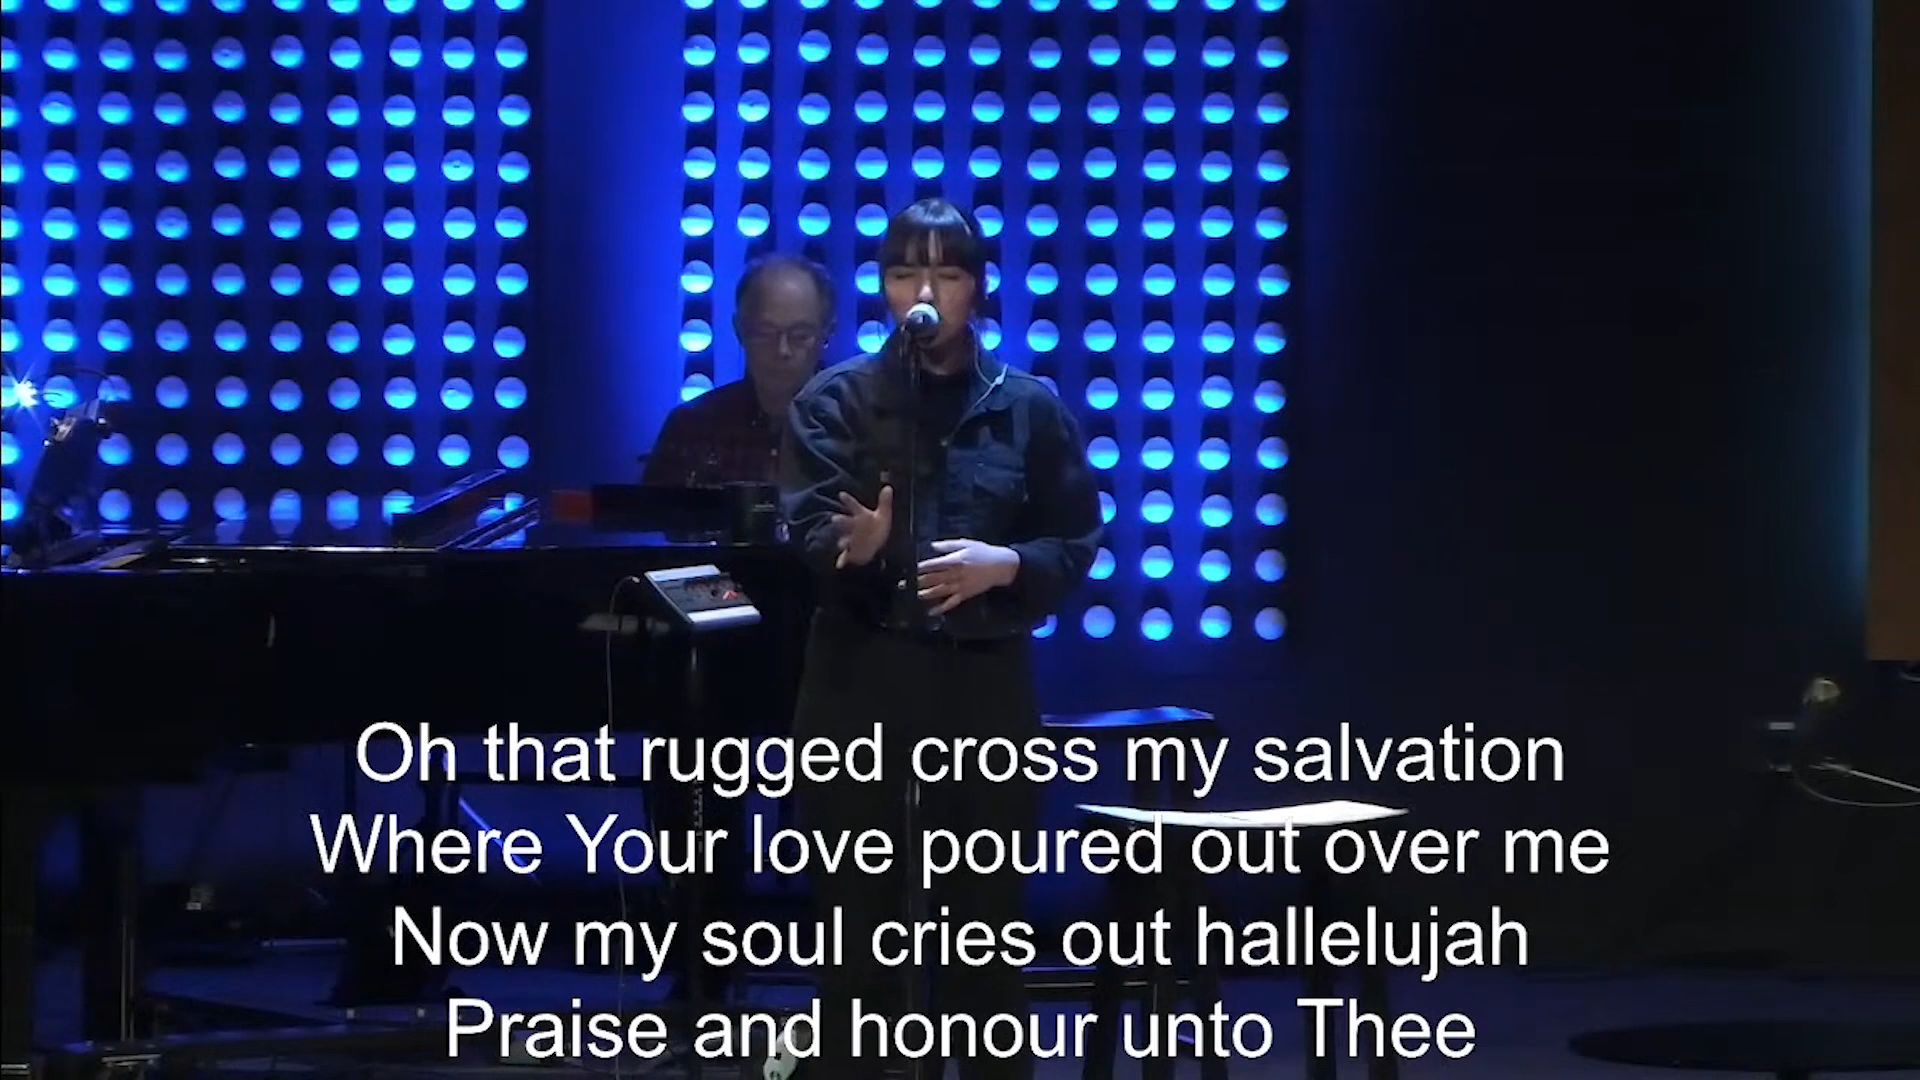 Oh that rugged cross my salvation
Where Your love poured out over me
Now my soul cries out hallelujah
Praise and honour unto Thee